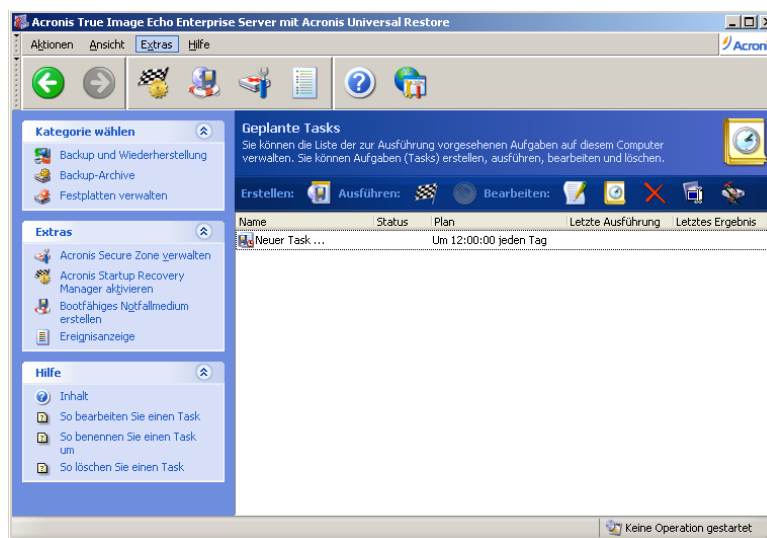 Acronis True Image Echo Enterprise Server mit Acronis Universal Restore
Aktionen Ansicht Extras Hilfe
Kategorie wählen
Backup und Wiederherstellung
Backup-Archive
Festplatten verwalten
Extras
Acronis Secure Zone verwalten
Acronis Startup Recovery
Manager aktivieren
Bootfähiges Notfallmedium
erstellen
Ereignisanzeige
Hilfe
Inhalt
So bearbeiten Sie einen Task
So benennen Sie einen Task
um
So löschen Sie einen Task
Geplante Tasks
Sie können die Liste der zur Ausführung vorgesehenen Aufgaben auf diesem Computer
verwalten. Sie können Aufgaben (Tasks) erstellen, ausführen, bearbeiten und löschen.
Erstellen: Ausführen: Bearbeiten:
Name Status Plan Letzte Ausführung Letztes Ergebnis
Neuer Task ... Um 12:00:00 jeden Tag
Keine Operation gestartet